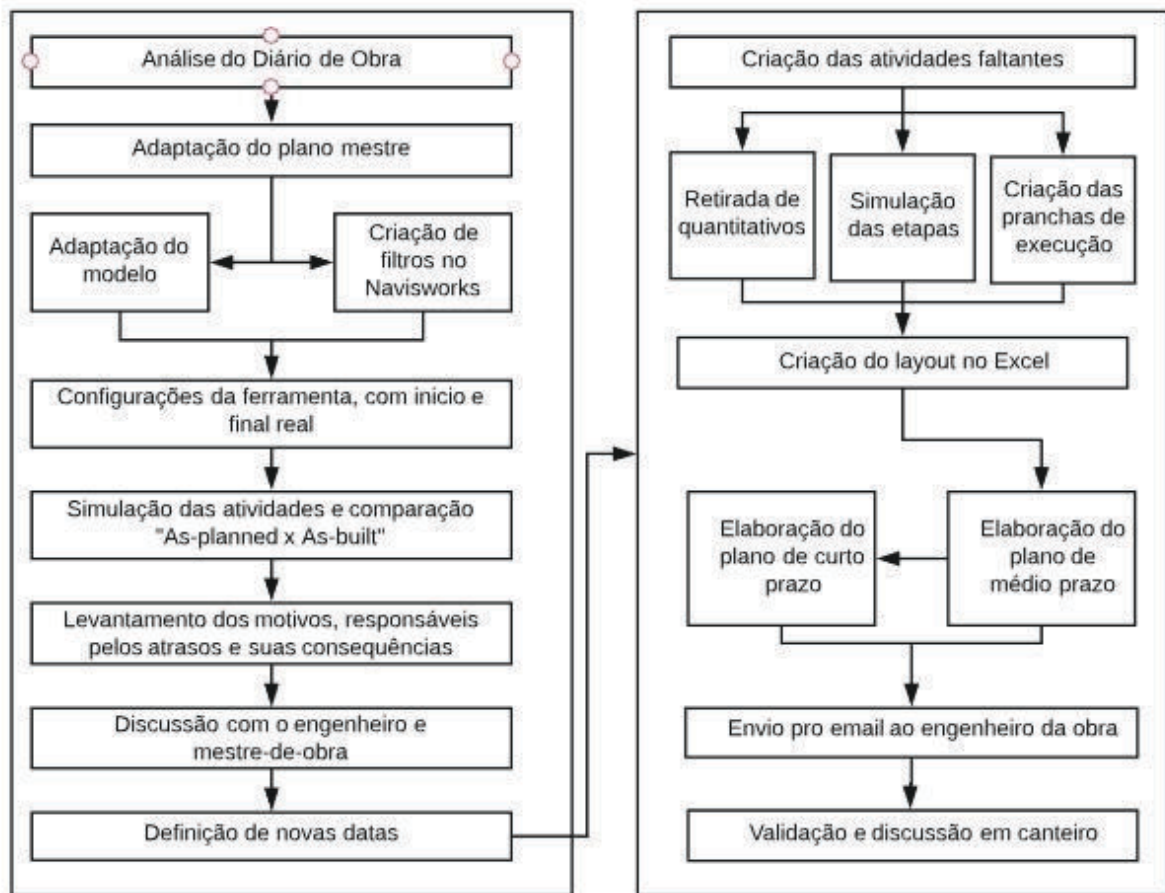 Análise do Diário de Obra
Adaptação do plano mestre
Adaptação do
modelo
Criação de
filtros no
Navisworks
Configurações da ferramenta, com inicio e
final real
Simulação das atividades e comparação
"As-planned x As-built"
Levantamento dos motivos, responsáveis
pelos atrasos e suas consequências
Discussão com o engenheiro e
mestre-de-obra
Definição de novas datas
Criação das atividades faltantes
Retirada de
quantitativos
Simulação
das etapas
Criação das
pranchas de
execução
Criação do layout no Excel
Elaboração do
plano de curto
prazo
Elaboração do
plano de
médio prazo
Envio pro email ao engenheiro da obra
Validação e discussão em canteiro